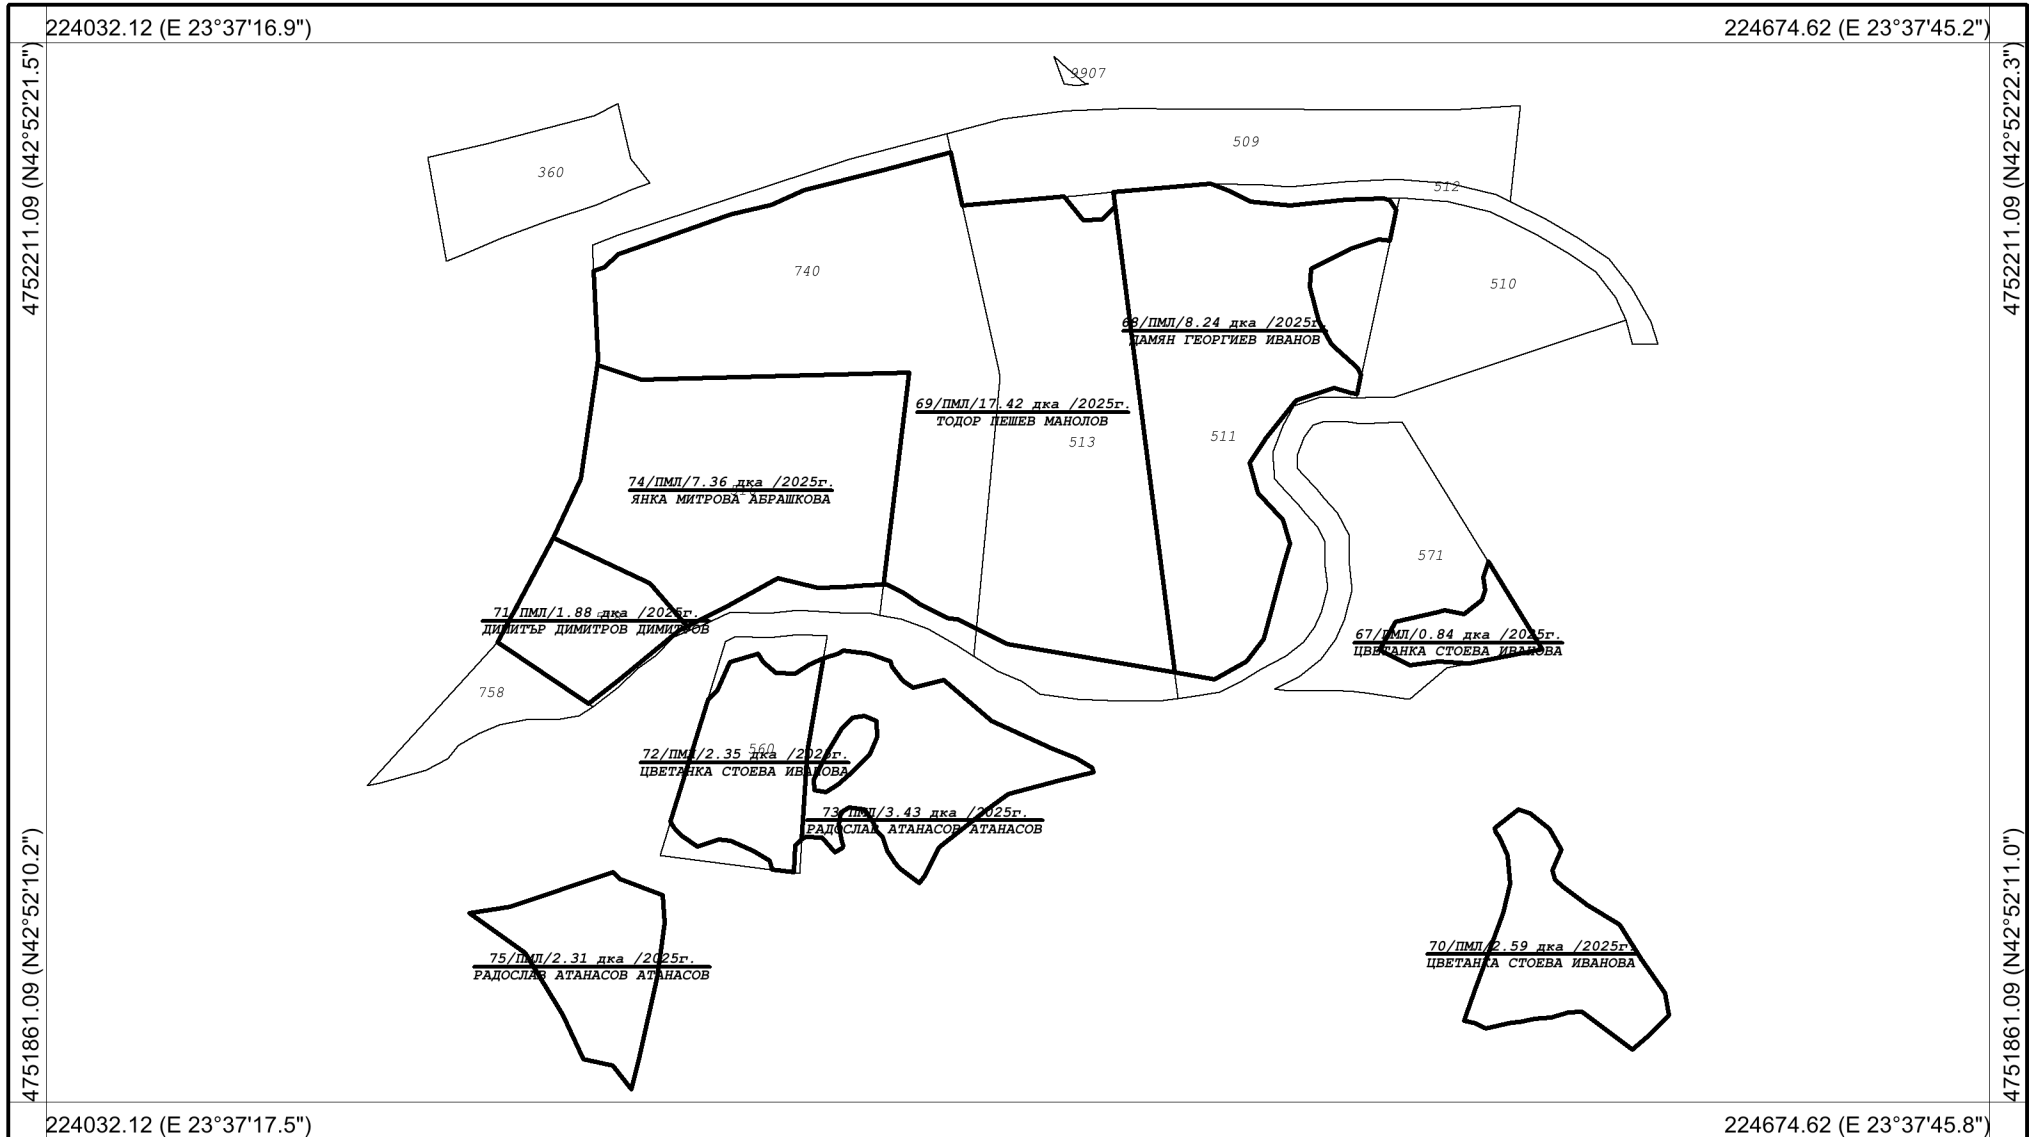 224032.12 (E 23°37'16.9")
224674.62 (E 23°37'45.2")
4752211.09 (N42°52'21.5")
4752211.09 (N42°52'22.3")
9907
509
360
512
740
510
68/ПМЛ/8.24 дка /2025г.
ДАМЯН ГЕОРГИЕВ ИВАНОВ
69/ПМЛ/17.42 дка /2025г.
ТОДОР ПЕШЕВ МАНОЛОВ
513
511
74/ПМЛ/7.36 дка /2025г.
ЯНКА МИТРОВА АБРАШКОВА
571
71/ПМЛ/1.88 дка /2025г.
ДИМИТЪР ДИМИТРОВ ДИМИТРОВ
67/ПМЛ/0.84 дка /2025г.
ЦВЕТАНКА СТОЕВА ИВАНОВА
758
560
72/ПМЛ/2.35 дка /2025г.
ЦВЕТАНКА СТОЕВА ИВАНОВА
73/ПМЛ/3.43 дка /2025г.
РАДОСЛАВ АТАНАСОВ АТАНАСОВ
70/ПМЛ/2.59 дка /2025г.
ЦВЕТАНКА СТОЕВА ИВАНОВА
75/ПМЛ/2.31 дка /2025г.
РАДОСЛАВ АТАНАСОВ АТАНАСОВ
4751861.09 (N42°52'10.2")
4751861.09 (N42°52'11.0")
224032.12 (E 23°37'17.5")
224674.62 (E 23°37'45.8")